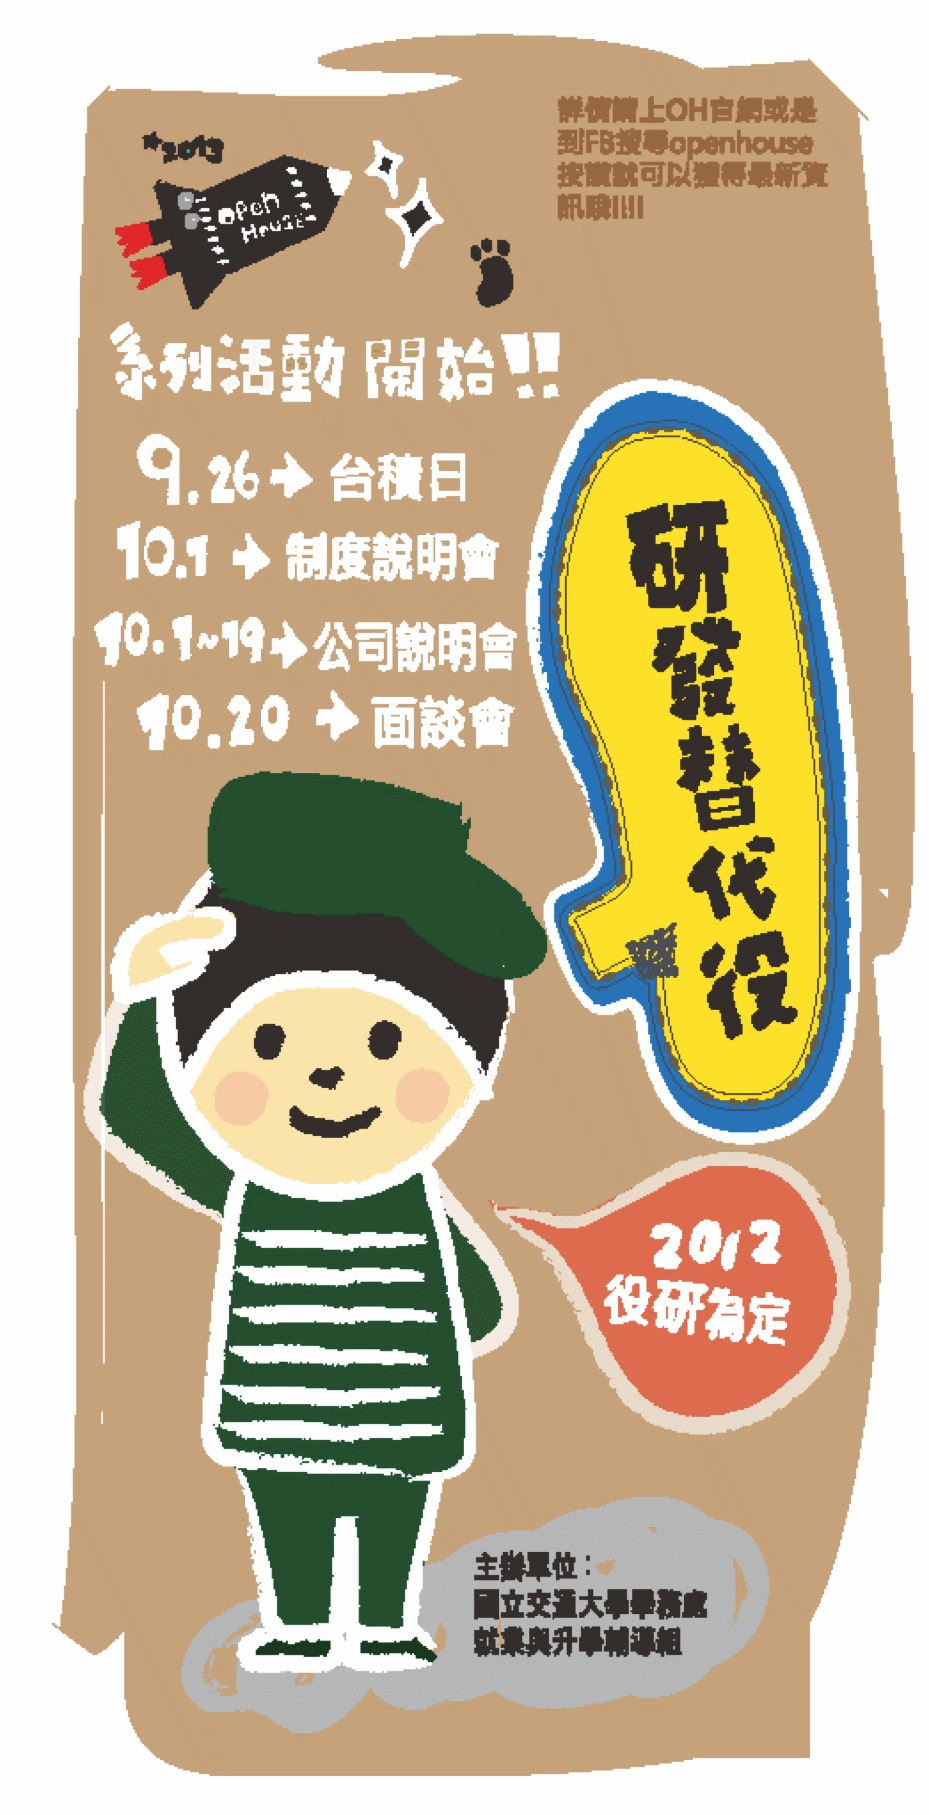 *2013
open
House
詳情請上OH官網或是
到FB搜尋openhouse
按讚就可以獲得最新資
訊哦!!!!
系列活動開始!!
9.26→台積日
10.1→制度說明會
10.1~19→公司說明會
10.20→面談會
研發替代役
2012
役研為定
主辦單位：
國立交通大學學務處
就業與升學輔導組